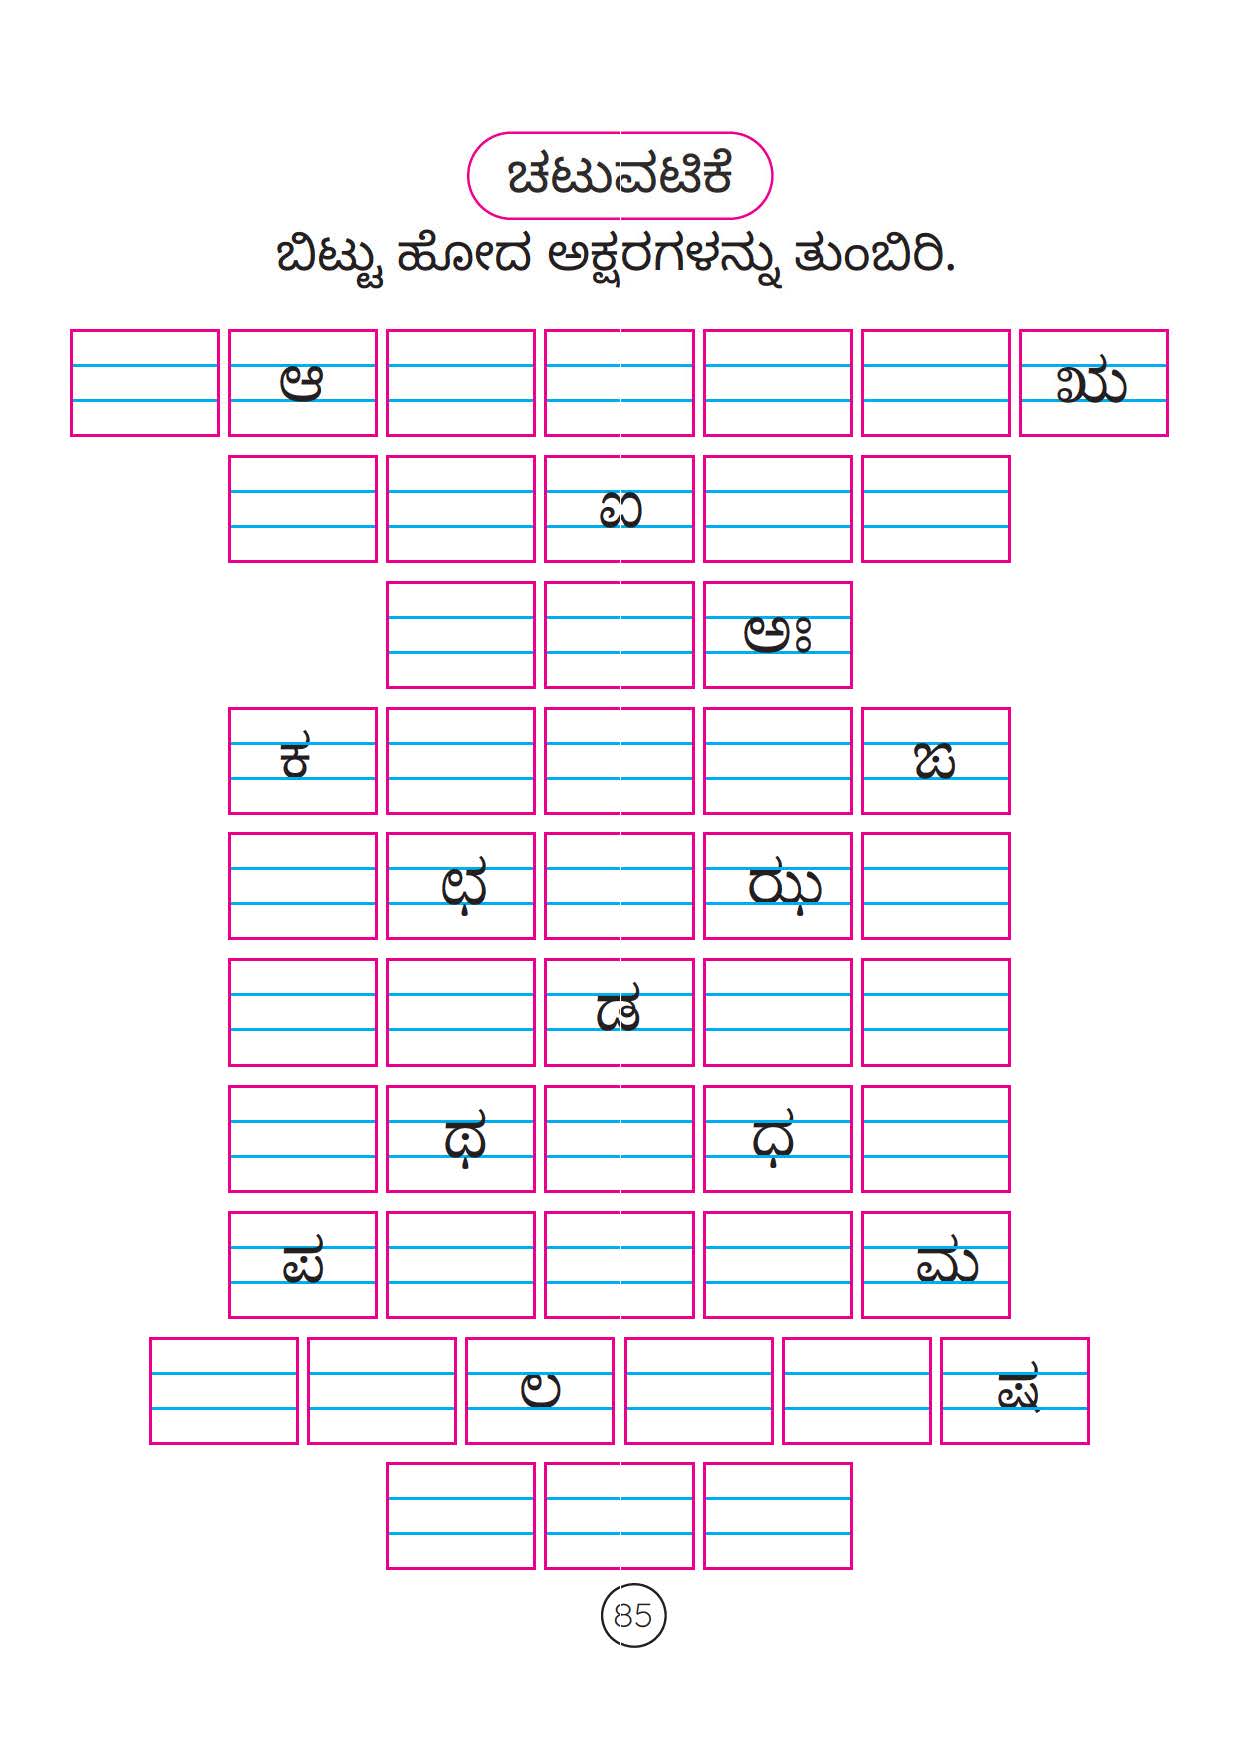 ಚಟುವಟಿಕೆ
ಬಿಟ್ಟು ಹೋದ ಅಕ್ಷರಗಳನ್ನು ತುಂಬಿರಿ.
ಆ ಋ
ಐ
ಅಃ
ಕ ಙ
ಛ ಝ
ಡ
ಥ ಧ
ಪ ಮ
ಲ ಷ
85